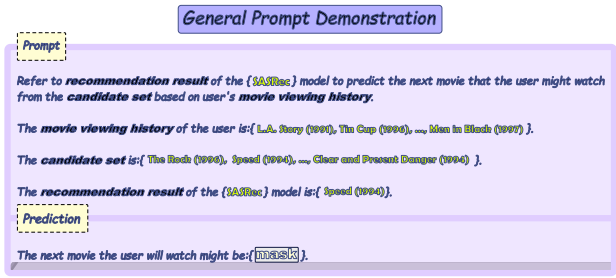 General Prompt Demonstration
Prompt
Refer to recommendation result of the {SASRec} model to predict the next movie that the user might watch
from the candidate set based on user's movie viewing history.
The movie viewing history of the user is:{ L.A. Story (1991), Tin Cup (1996), ..., Men in Black (1997) }.
The candidate set is:{ The Rock (1996), Speed (1994), ..., Clear and Present Danger (1994) }.
The recommendation result of the {SASRec} model is:{ Speed (1994)}.
Prediction
The next movie the user will watch might be:{mask}.